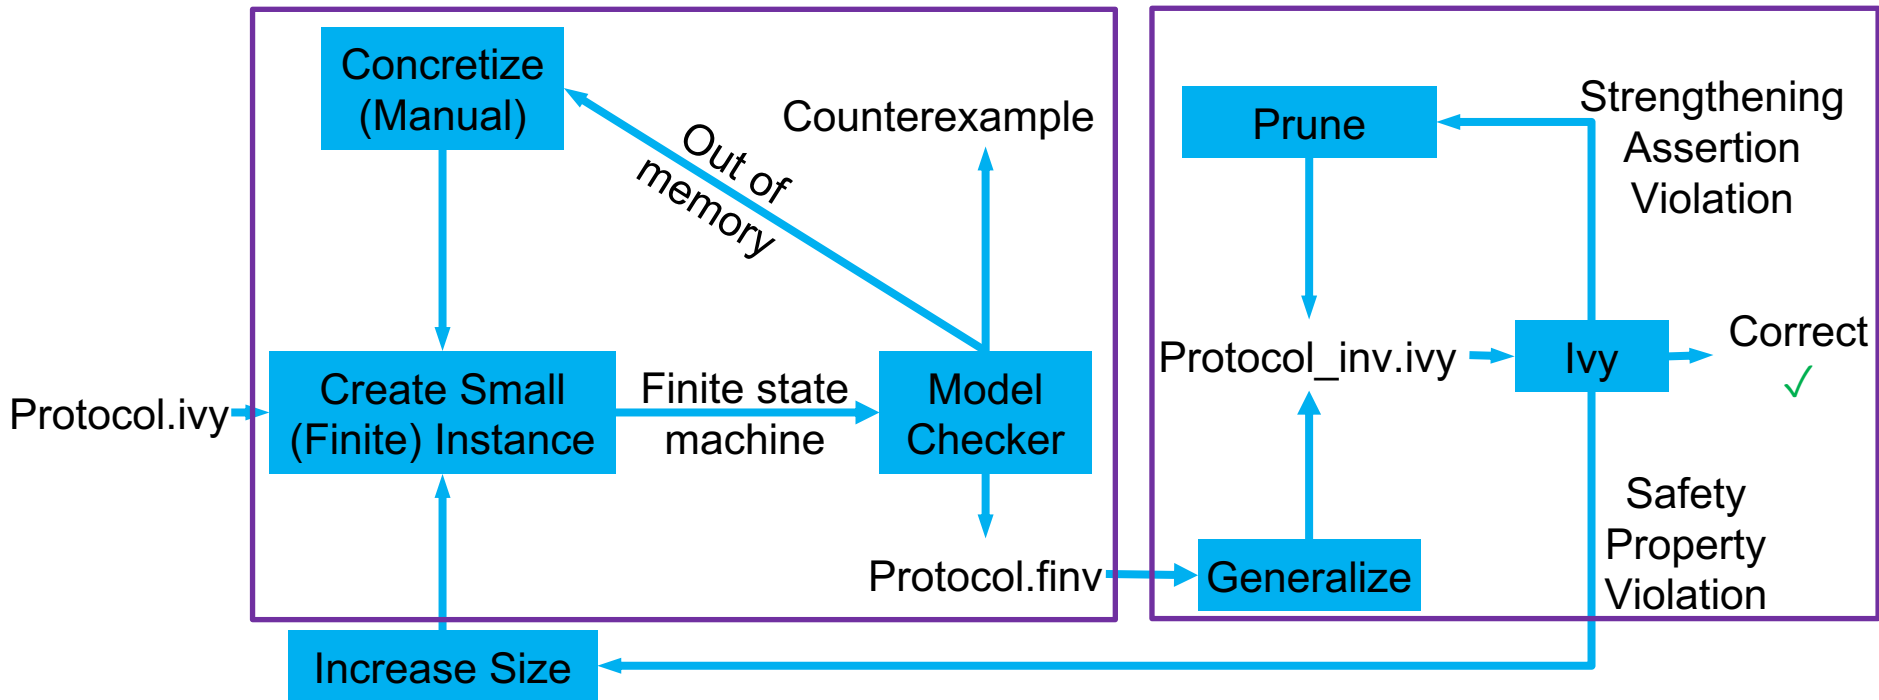 Concretize
(Manual)
Out of
memory
Counterexample
Protocol.ivy
Create Small
(Finite) Instance
Finite state
machine
Model
Checker
Protocol.finv
Increase Size
Prune
Strengthening
Assertion
Violation
Protocol_inv.ivy
Ivy
Correct
✓
Generalize
Safety
Property
Violation